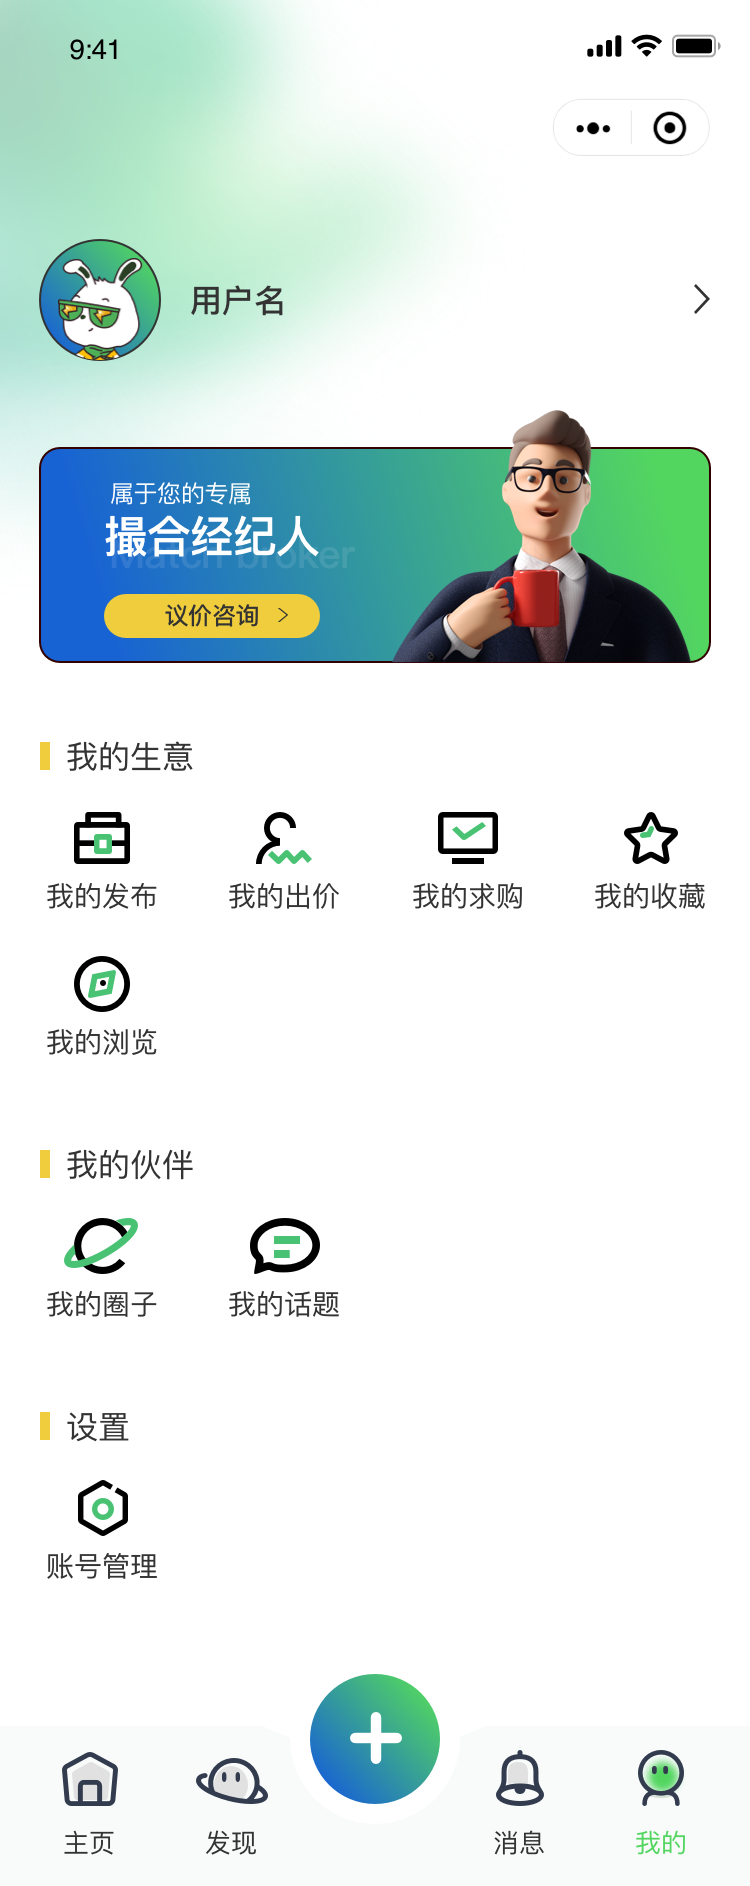 9:41
用户名
属于您的专属
撮合经纪人
Match broker
议价咨询
我的生意
我的发布 我的出价 我的求购 我的收藏
我的浏览
我的伙伴
我的圈子 我的话题
设置
账号管理
主页 发现 消息 我的